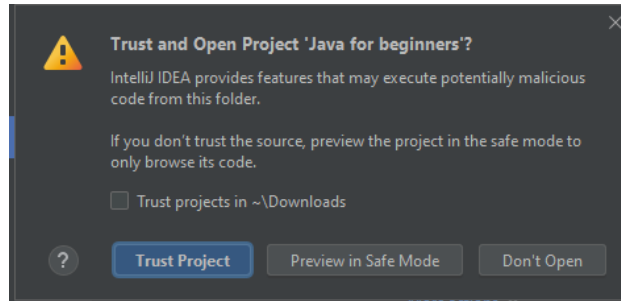 Trust and Open Project 'Java for beginners'?
IntelliJ IDEA provides features that may execute potentially malicious
code from this folder.
If you don't trust the source, preview the project in the safe mode to
only browse its code.
Trust projects in ~\Downloads
? Trust Project Preview in Safe Mode Don't Open